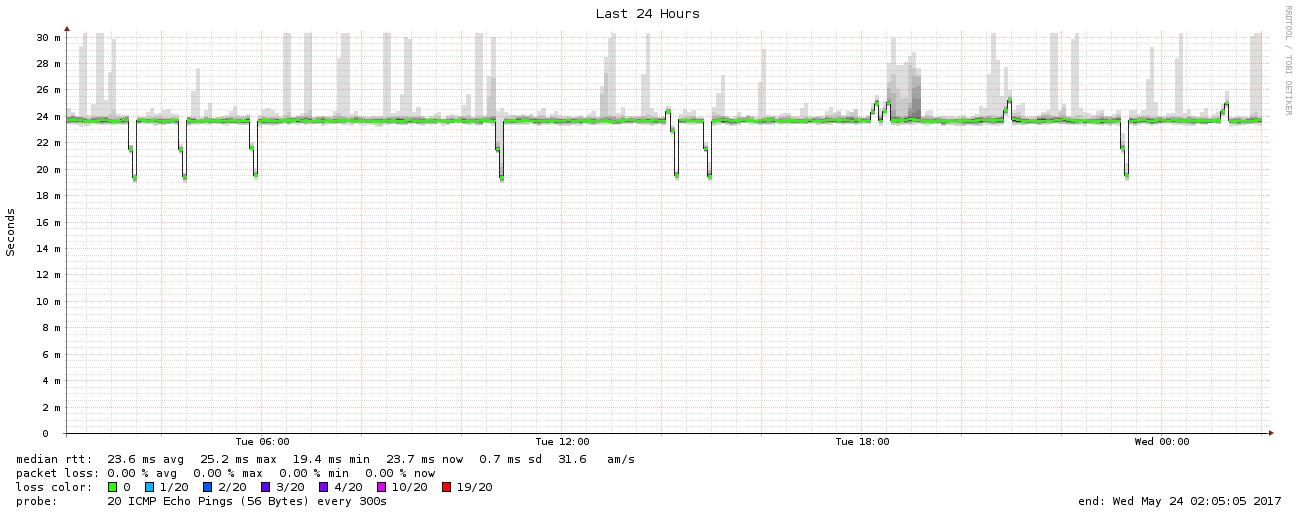 Last 24 Hours
RRDTOOL / TOBI OETIKER
Seconds
30 m
28 m
26 m
24 m
22 m
20 m
18 m
16 m
14 m
12 m
10 m
8 m
6 m
4 m
2 m
0
Tue 06:00 Tue 12:00 Tue 18:00 Wed 00:00
median rtt: 23.6 ms avg 25.2 ms max 19.4 ms min 23.7 ms now 0.7 ms sd 31.6 am/s
packet loss: 0.00 % avg 0.00 % max 0.00 % min 0.00 % now
loss color: 0 1/20 2/20 3/20 4/20 10/20 19/20
probe: 20 ICMP Echo Pings (56 Bytes) every 300s end: Wed May 24 02:05:05 2017